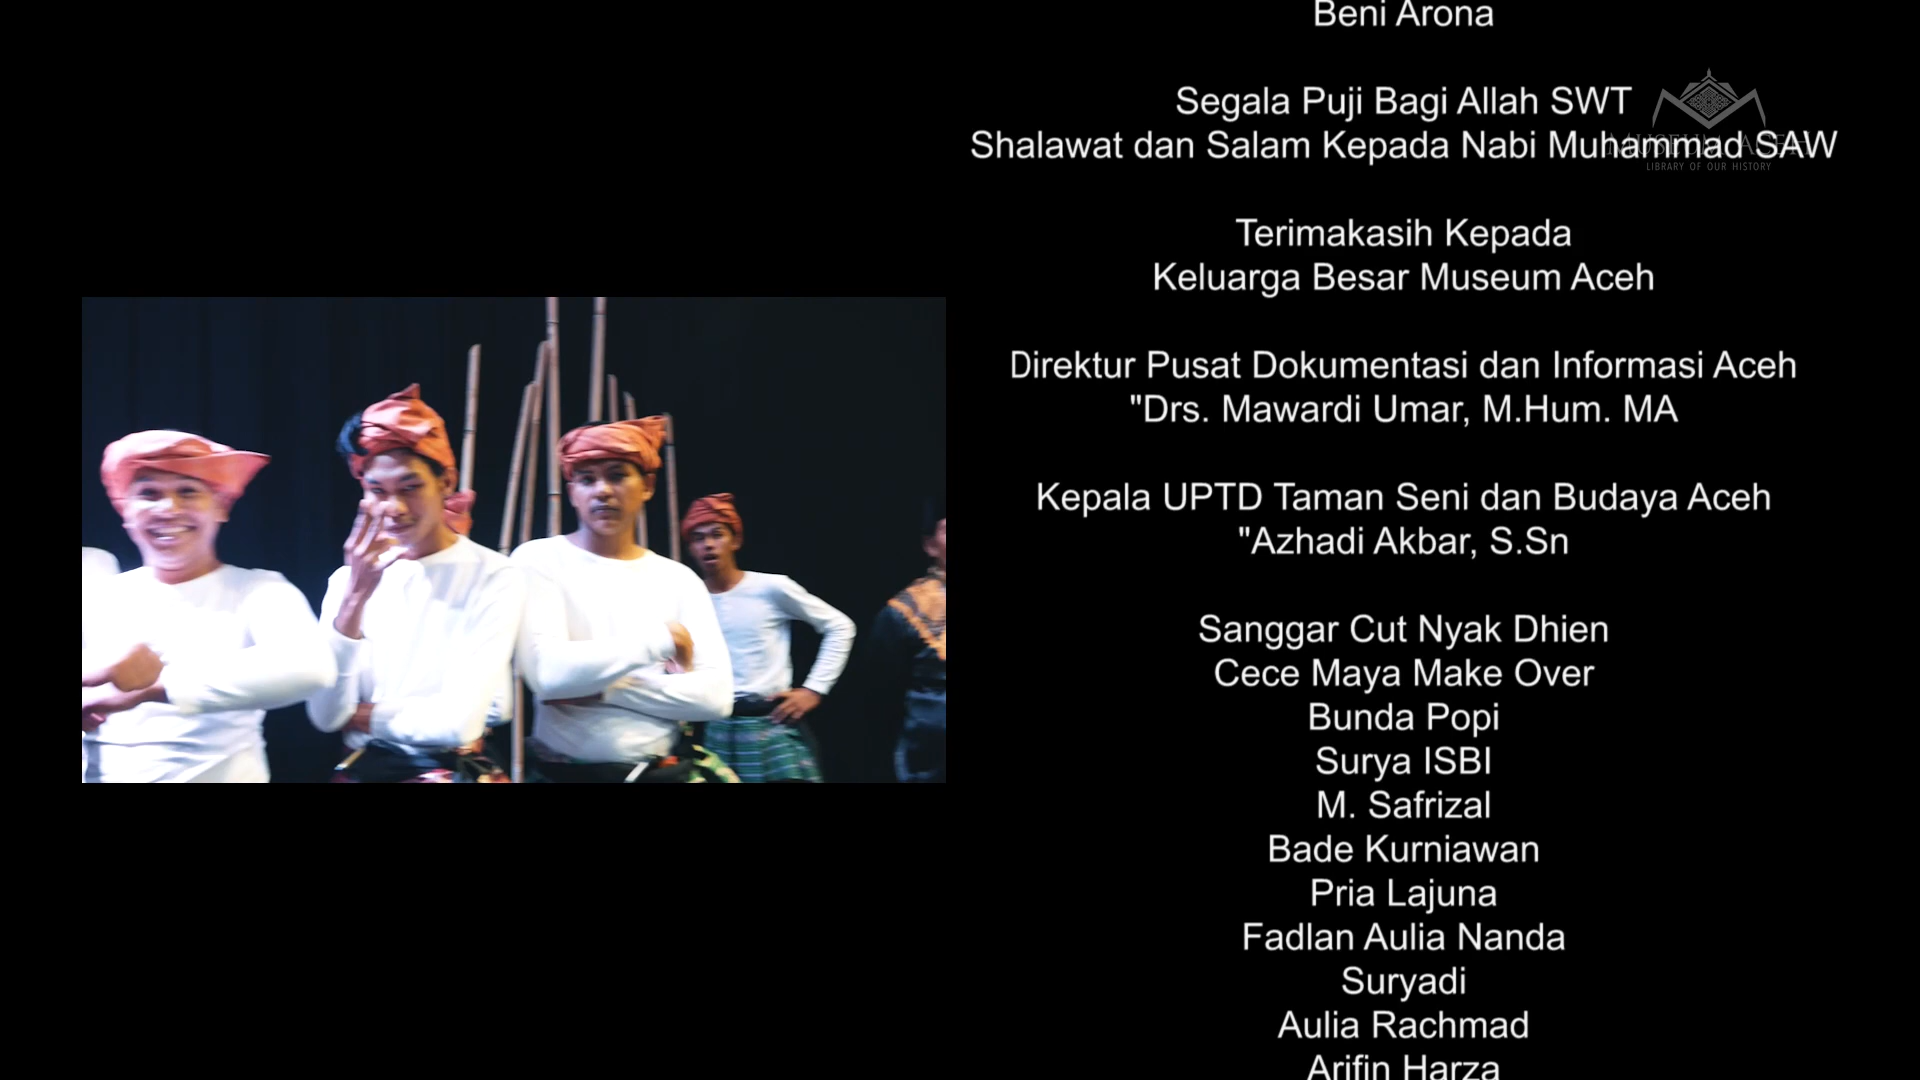 Beni Arona
Segala Puji Bagi Allah SWT
Shalawat dan Salam Kepada Nabi Muhammad SAW
MUSEUM ACEH
LIBRARY OF OUR HISTORY
Terimakasih Kepada
Keluarga Besar Museum Aceh
Direktur Pusat Dokumentasi dan Informasi Aceh
"Drs. Mawardi Umar, M.Hum. MA
Kepala UPTD Taman Seni dan Budaya Aceh
"Azhadi Akbar, S.Sn
Sanggar Cut Nyak Dhien
Cece Maya Make Over
Bunda Popi
Surya ISBI
M. Safrizal
Bade Kurniawan
Pria Lajuna
Fadlan Aulia Nanda
Suryadi
Aulia Rachmad
Arifin Harza